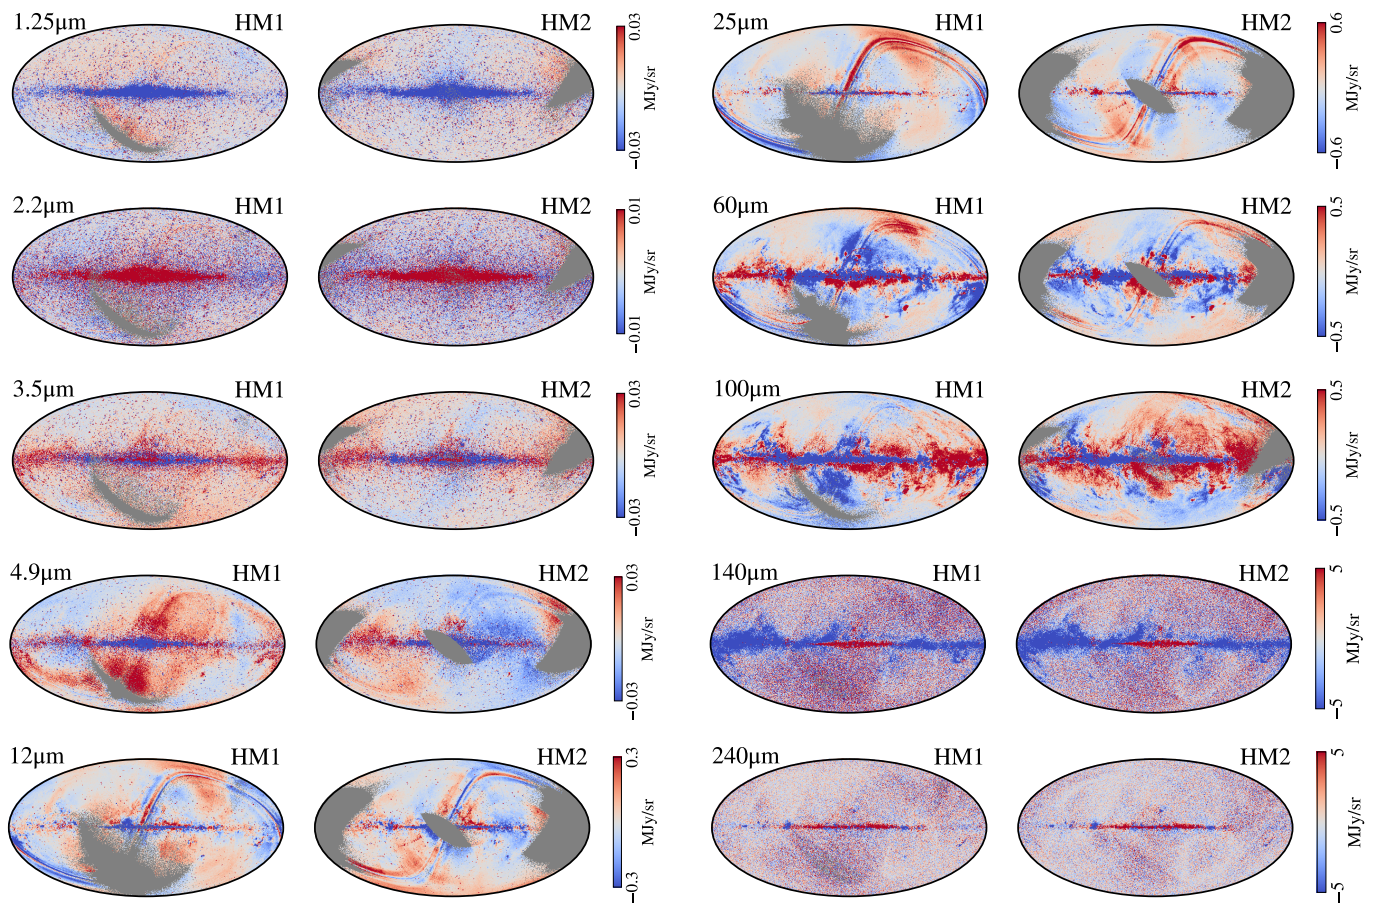 1.25µm HM1 HM2 0.03 MJy/sr −0.03
25µm HM1 HM2 0.6 MJy/sr −0.6
2.2µm HM1 HM2 0.01 MJy/sr −0.01
60µm HM1 HM2 0.5 MJy/sr −0.5
3.5µm HM1 HM2 0.03 MJy/sr −0.03
100µm HM1 HM2 0.5 MJy/sr −0.5
4.9µm HM1 HM2 0.03 MJy/sr −0.03
140µm HM1 HM2 5 MJy/sr −5
12µm HM1 HM2 0.3 MJy/sr −0.3
240µm HM1 HM2 5 MJy/sr −5